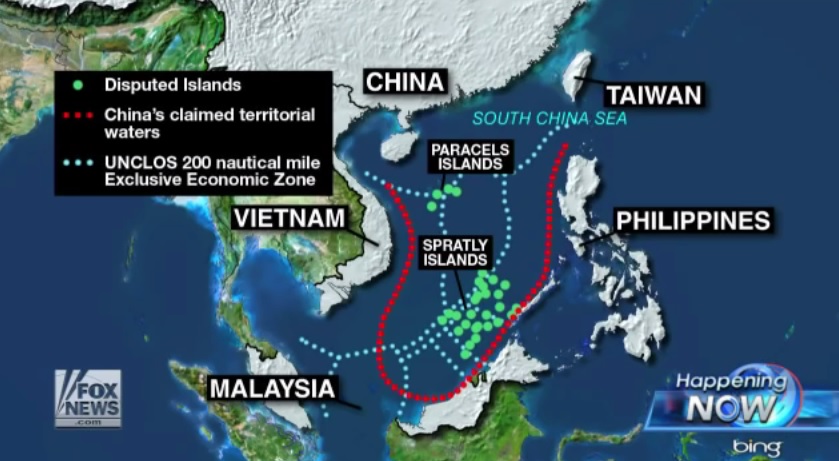 Disputed Islands
China's claimed territorial
waters
UNCLOS 200 nautical mile
Exclusive Economic Zone
CHINA
TAIWAN
SOUTH CHINA SEA
PARACELS
ISLANDS
VIETNAM
PHILIPPINES
SPRATLY
ISLANDS
MALAYSIA
FOX
NEWS
.com
Happening
NOW
bing